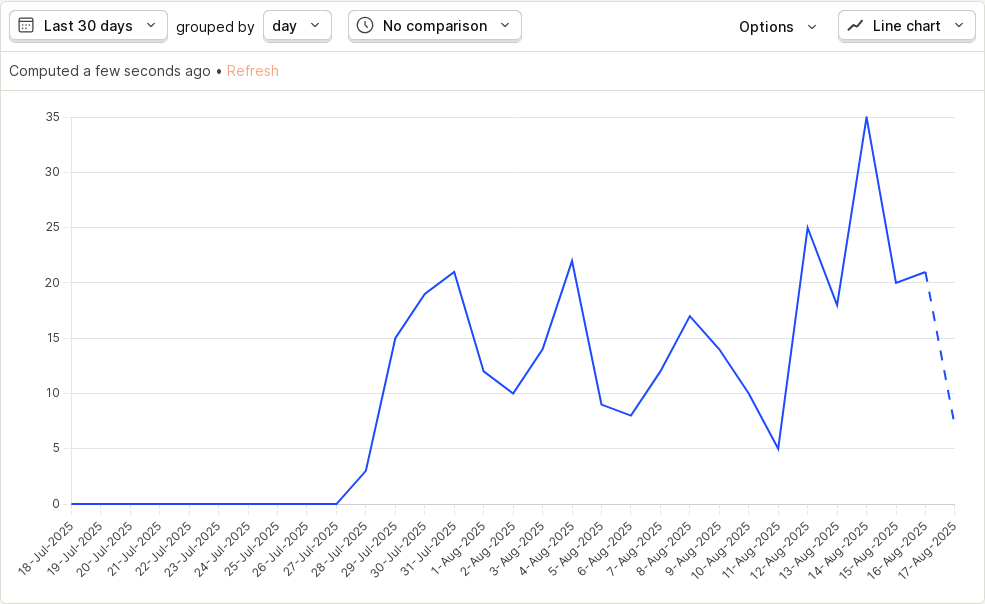 Last 30 days grouped by day No comparison Options Line chart
Computed a few seconds ago • Refresh
35
30
25
20
15
10
5
0
18-Jul-2025
19-Jul-2025
20-Jul-2025
21-Jul-2025
22-Jul-2025
23-Jul-2025
24-Jul-2025
25-Jul-2025
26-Jul-2025
27-Jul-2025
28-Jul-2025
29-Jul-2025
30-Jul-2025
31-Jul-2025
1-Aug-2025
2-Aug-2025
3-Aug-2025
4-Aug-2025
5-Aug-2025
6-Aug-2025
7-Aug-2025
8-Aug-2025
9-Aug-2025
10-Aug-2025
11-Aug-2025
12-Aug-2025
13-Aug-2025
14-Aug-2025
15-Aug-2025
16-Aug-2025
17-Aug-2025